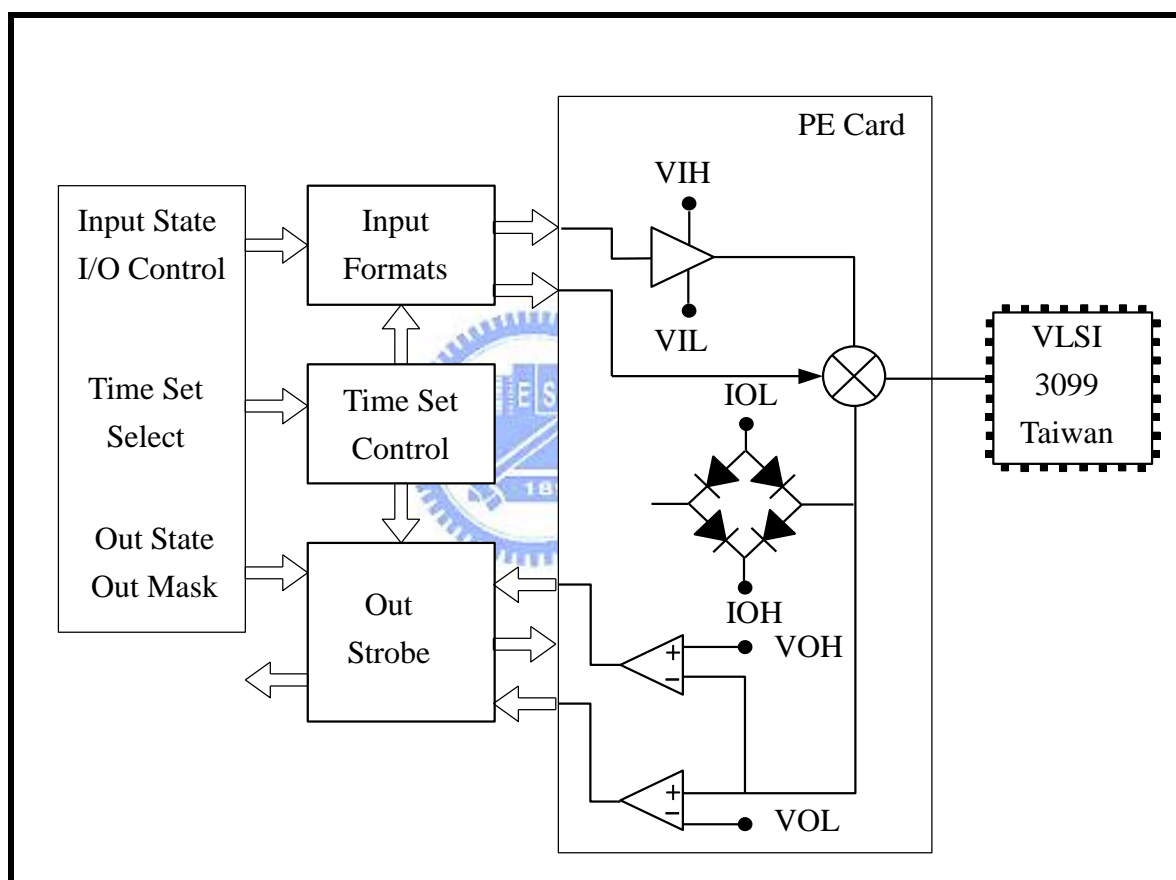 PE Card
VIH
VIL
Input State
I/O Control
Time Set
Select
Out State
Out Mask
Input
Formats
Time Set
Control
Out
Strobe
IOL
IOH
VOH
+
−
+
−
VOL
VLSI
3099
Taiwan
E S
189